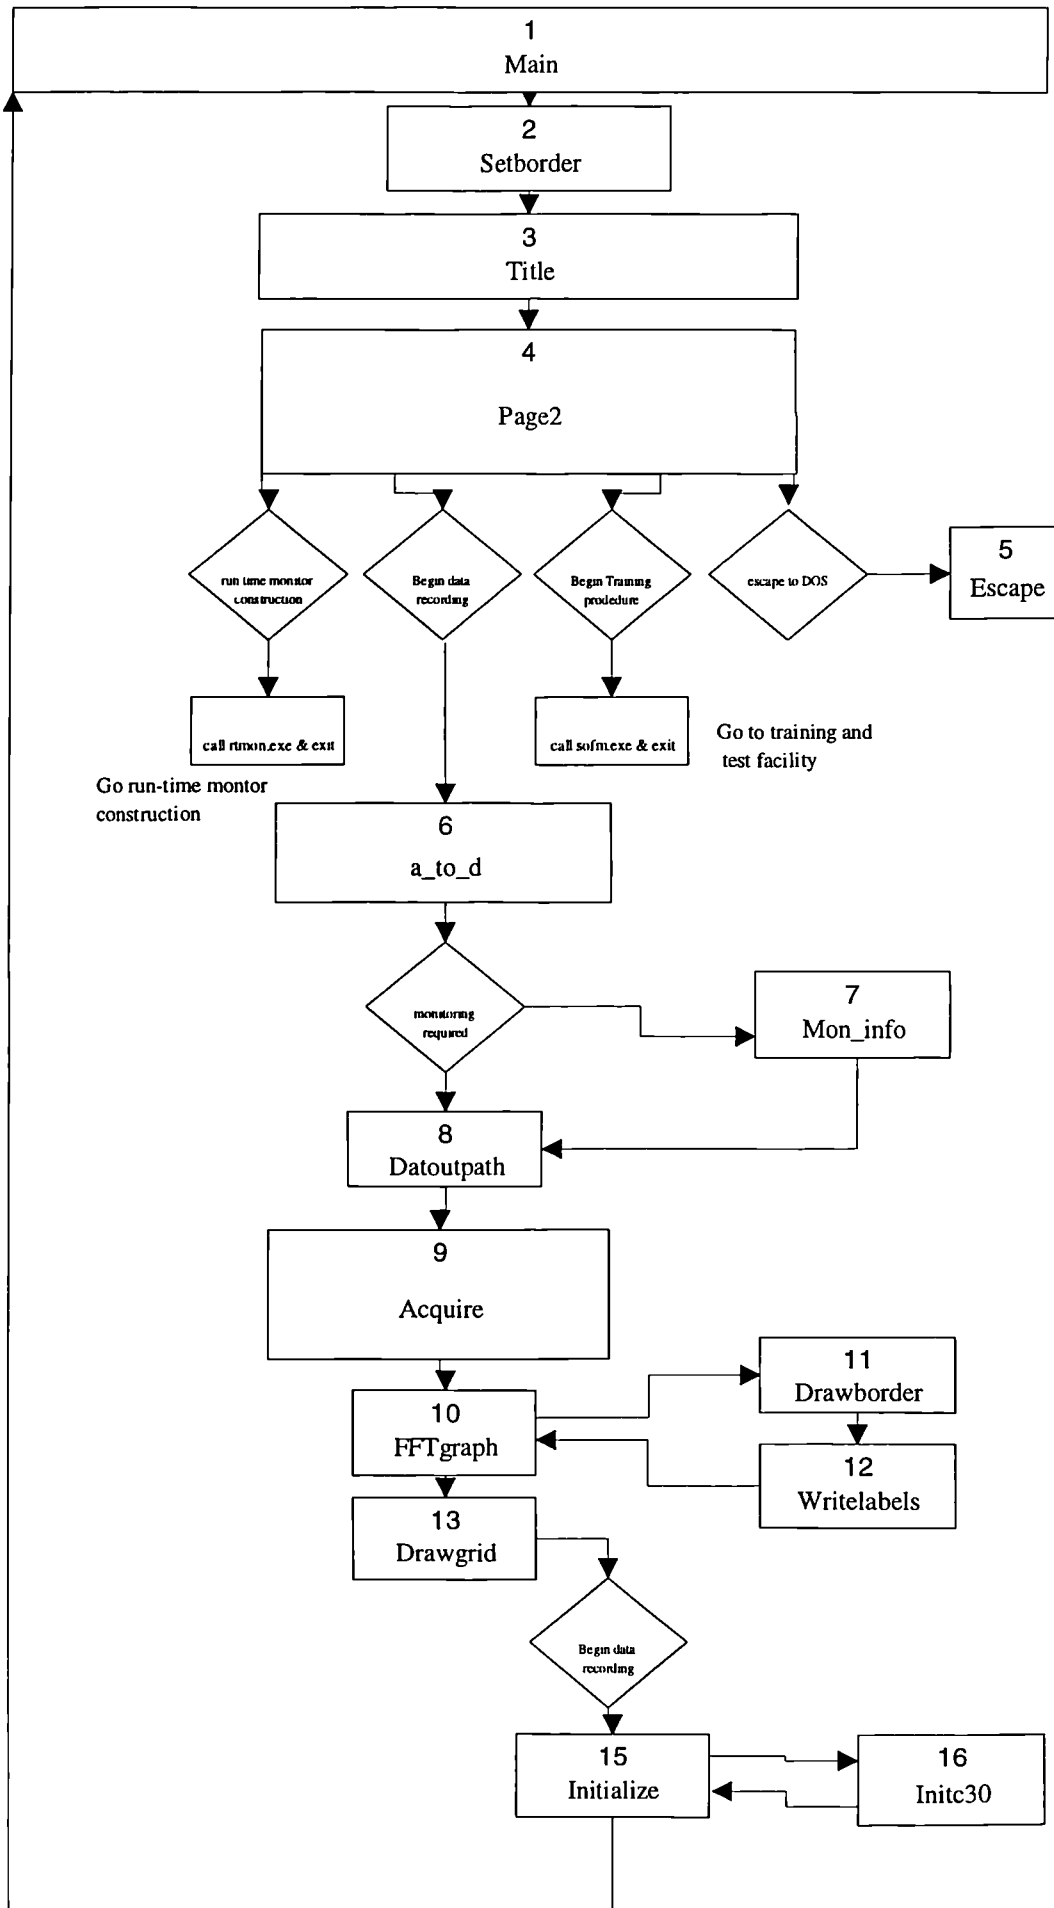 1
Main
2
Setborder
3
Title
4
Page2
run time monitor
construction
Begin data
recording
Begin Training
prodedure
escape to DOS
5
Escape
call rtmon.exe & exit
call sofm.exe & exit
Go to training and
test facility
Go run-time montor
construction
6
a_to_d
monitoring
required
7
Mon_info
8
Datoutpath
9
Acquire
10
FFTgraph
11
Drawborder
12
Writelabels
13
Drawgrid
Begin data
recording
15
Initialize
16
Initc30